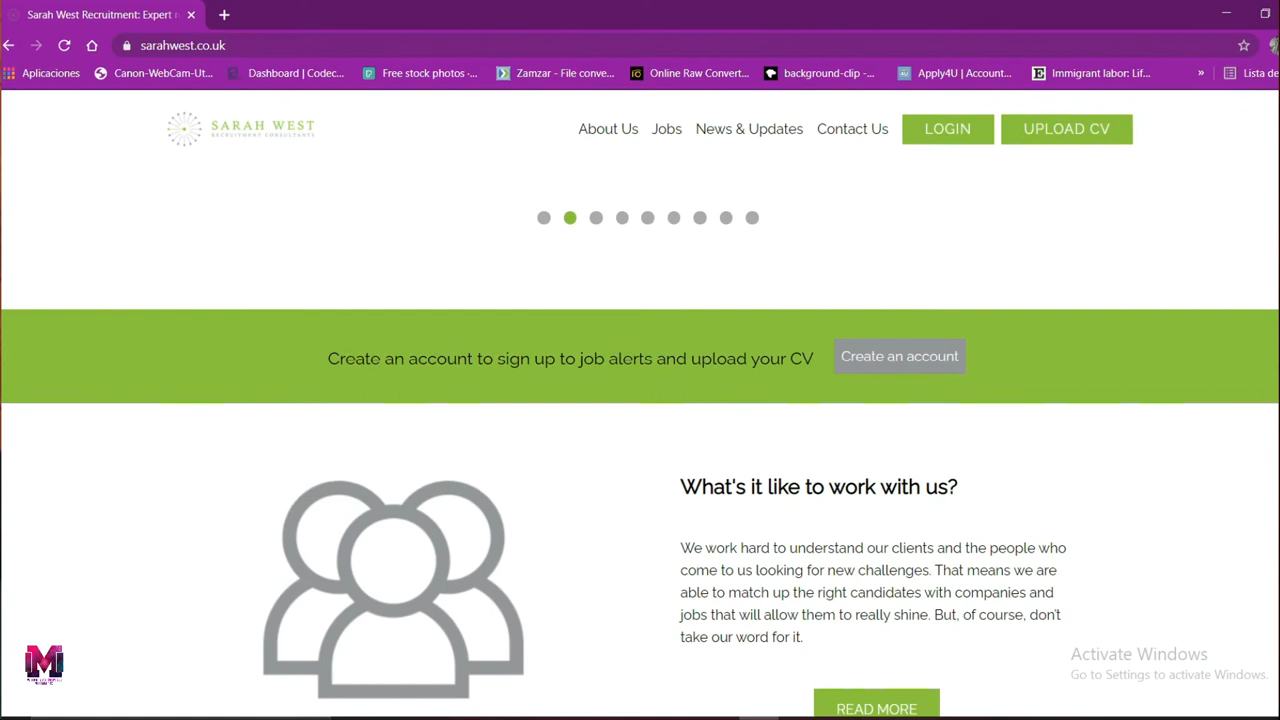 Sarah West Recruitment: Expert
sarahwest.co.uk
Aplicaciones
Canon-WebCam-Ut...
Dashboard | Codec...
Free stock photos -...
Zamzar - File conve...
Online Raw Convert...
background-clip -...
Apply4U | Account...
Immigrant labor: Lif...
»
Lista de
SARAH WEST
RECRUITMENT CONSULTANTS
About Us
Jobs
News & Updates
Contact Us
LOGIN
UPLOAD CV
Create an account to sign up to job alerts and upload your CV
Create an account
What's it like to work with us?
We work hard to understand our clients and the people who
come to us looking for new challenges. That means we are
able to match up the right candidates with companies and
jobs that will allow them to really shine. But, of course, don't
take our word for it.
READ MORE
Activate Windows
Go to Settings to activate Windows.
M